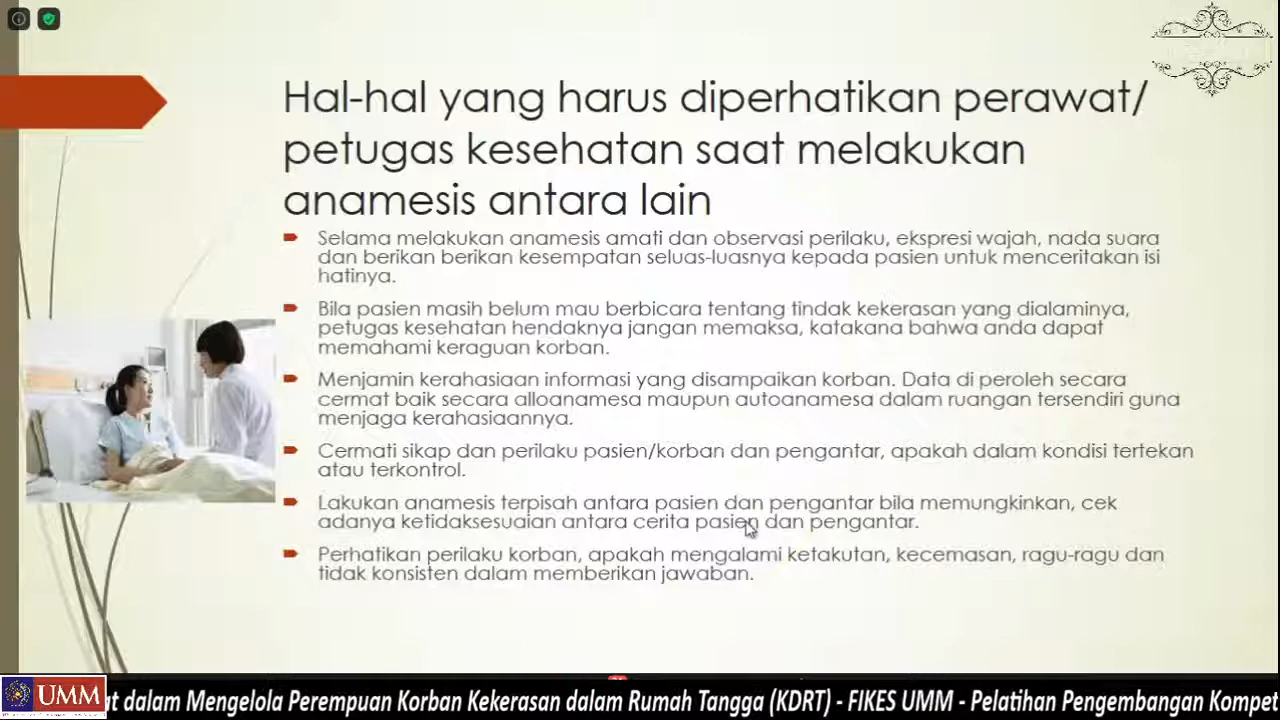 Hal-hal yang harus diperhatikan perawat/
petugas kesehatan saat melakukan
anamesis antara lain
Selama melakukan anamesis amati dan observasi perilaku, ekspresi wajah, nada suara
dan berikan berikan kesempatan seluas-luasnya kepada pasien untuk menceritakan isi
hatinya.
Bila pasien masih belum mau berbicara tentang tindak kekerasan yang dialaminya,
petugas kesehatan hendaknya jangan memaksa, katakana bahwa anda dapat
memahami keraguan korban.
Menjamin kerahasiaan informasi yang disampaikan korban. Data di peroleh secara
cermat baik secara alloanamesa maupun autoanamesa dalam ruangan tersendiri guna
menjaga kerahasiaannya.
Cermati sikap dan perilaku pasien/korban dan pengantar, apakah dalam kondisi tertekan
atau terkontrol.
Lakukan anamesis terpisah antara pasien dan pengantar bila memungkinkan, cek
adanya ketidaksesuaian antara cerita pasien dan pengantar.
Perhatikan perilaku korban, apakah mengalami ketakutan, kecemasan, ragu-ragu dan
tidak konsisten dalam memberikan jawaban.
UMM
t dalam Mengelola Perempuan Korban Kekerasan dalam Rumah Tangga (KDRT) - FIKES UMM - Pelatihan Pengembangan Kompet